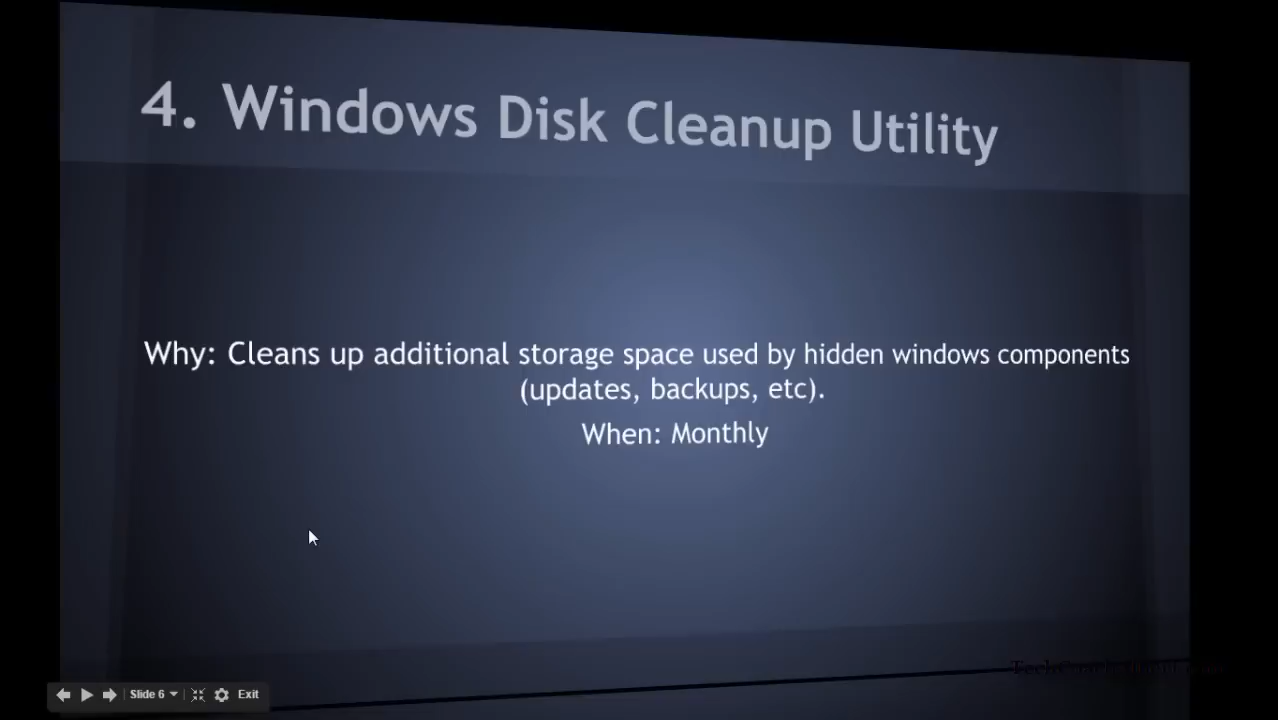 4. Windows Disk Cleanup Utility
Why: Cleans up additional storage space used by hidden windows components
(updates, backups, etc).
When: Monthly
Slide 6
Exit